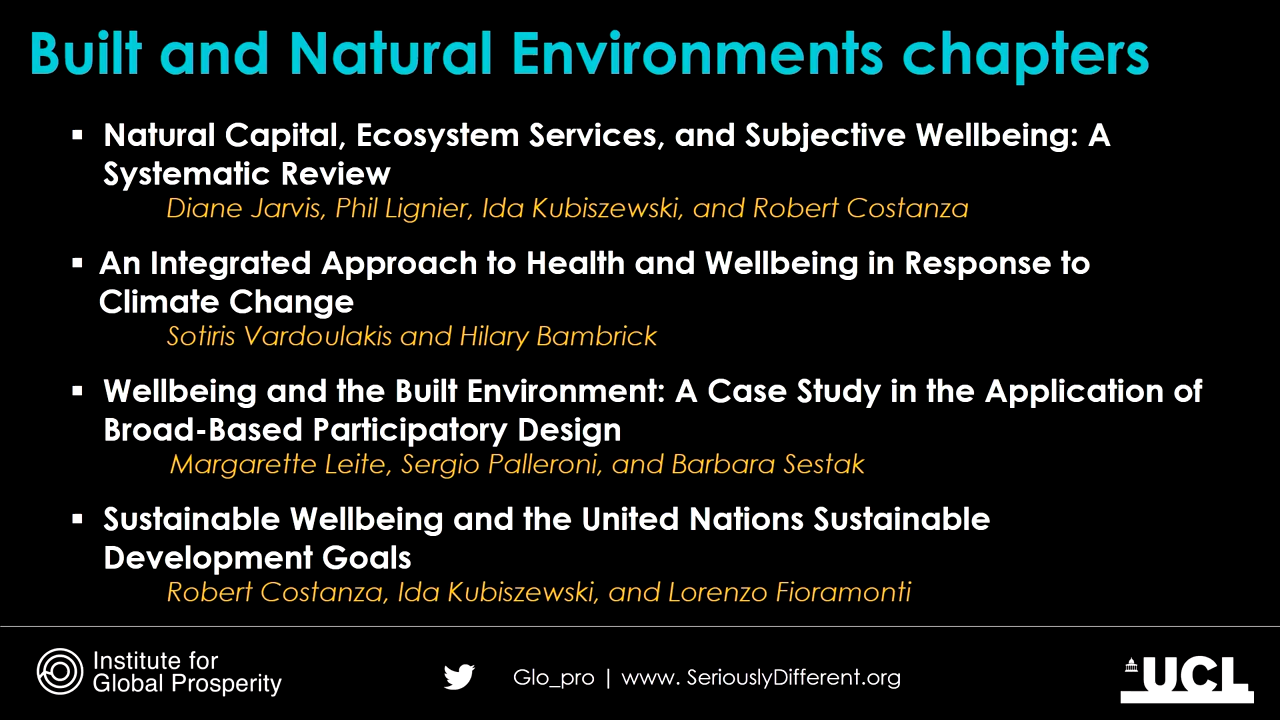 Built and Natural Environments chapters
▪ Natural Capital, Ecosystem Services, and Subjective Wellbeing: A
Systematic Review
Diane Jarvis, Phil Lignier, Ida Kubiszewski, and Robert Costanza
▪ An Integrated Approach to Health and Wellbeing in Response to
Climate Change
Sotiris Vardoulakis and Hilary Bambrick
▪ Wellbeing and the Built Environment: A Case Study in the Application of
Broad-Based Participatory Design
Margarette Leite, Sergio Palleroni, and Barbara Sestak
▪ Sustainable Wellbeing and the United Nations Sustainable
Development Goals
Robert Costanza, Ida Kubiszewski, and Lorenzo Fioramonti
Institute for
Global Prosperity
Glo_pro | www. SeriouslyDifferent.org
UCL